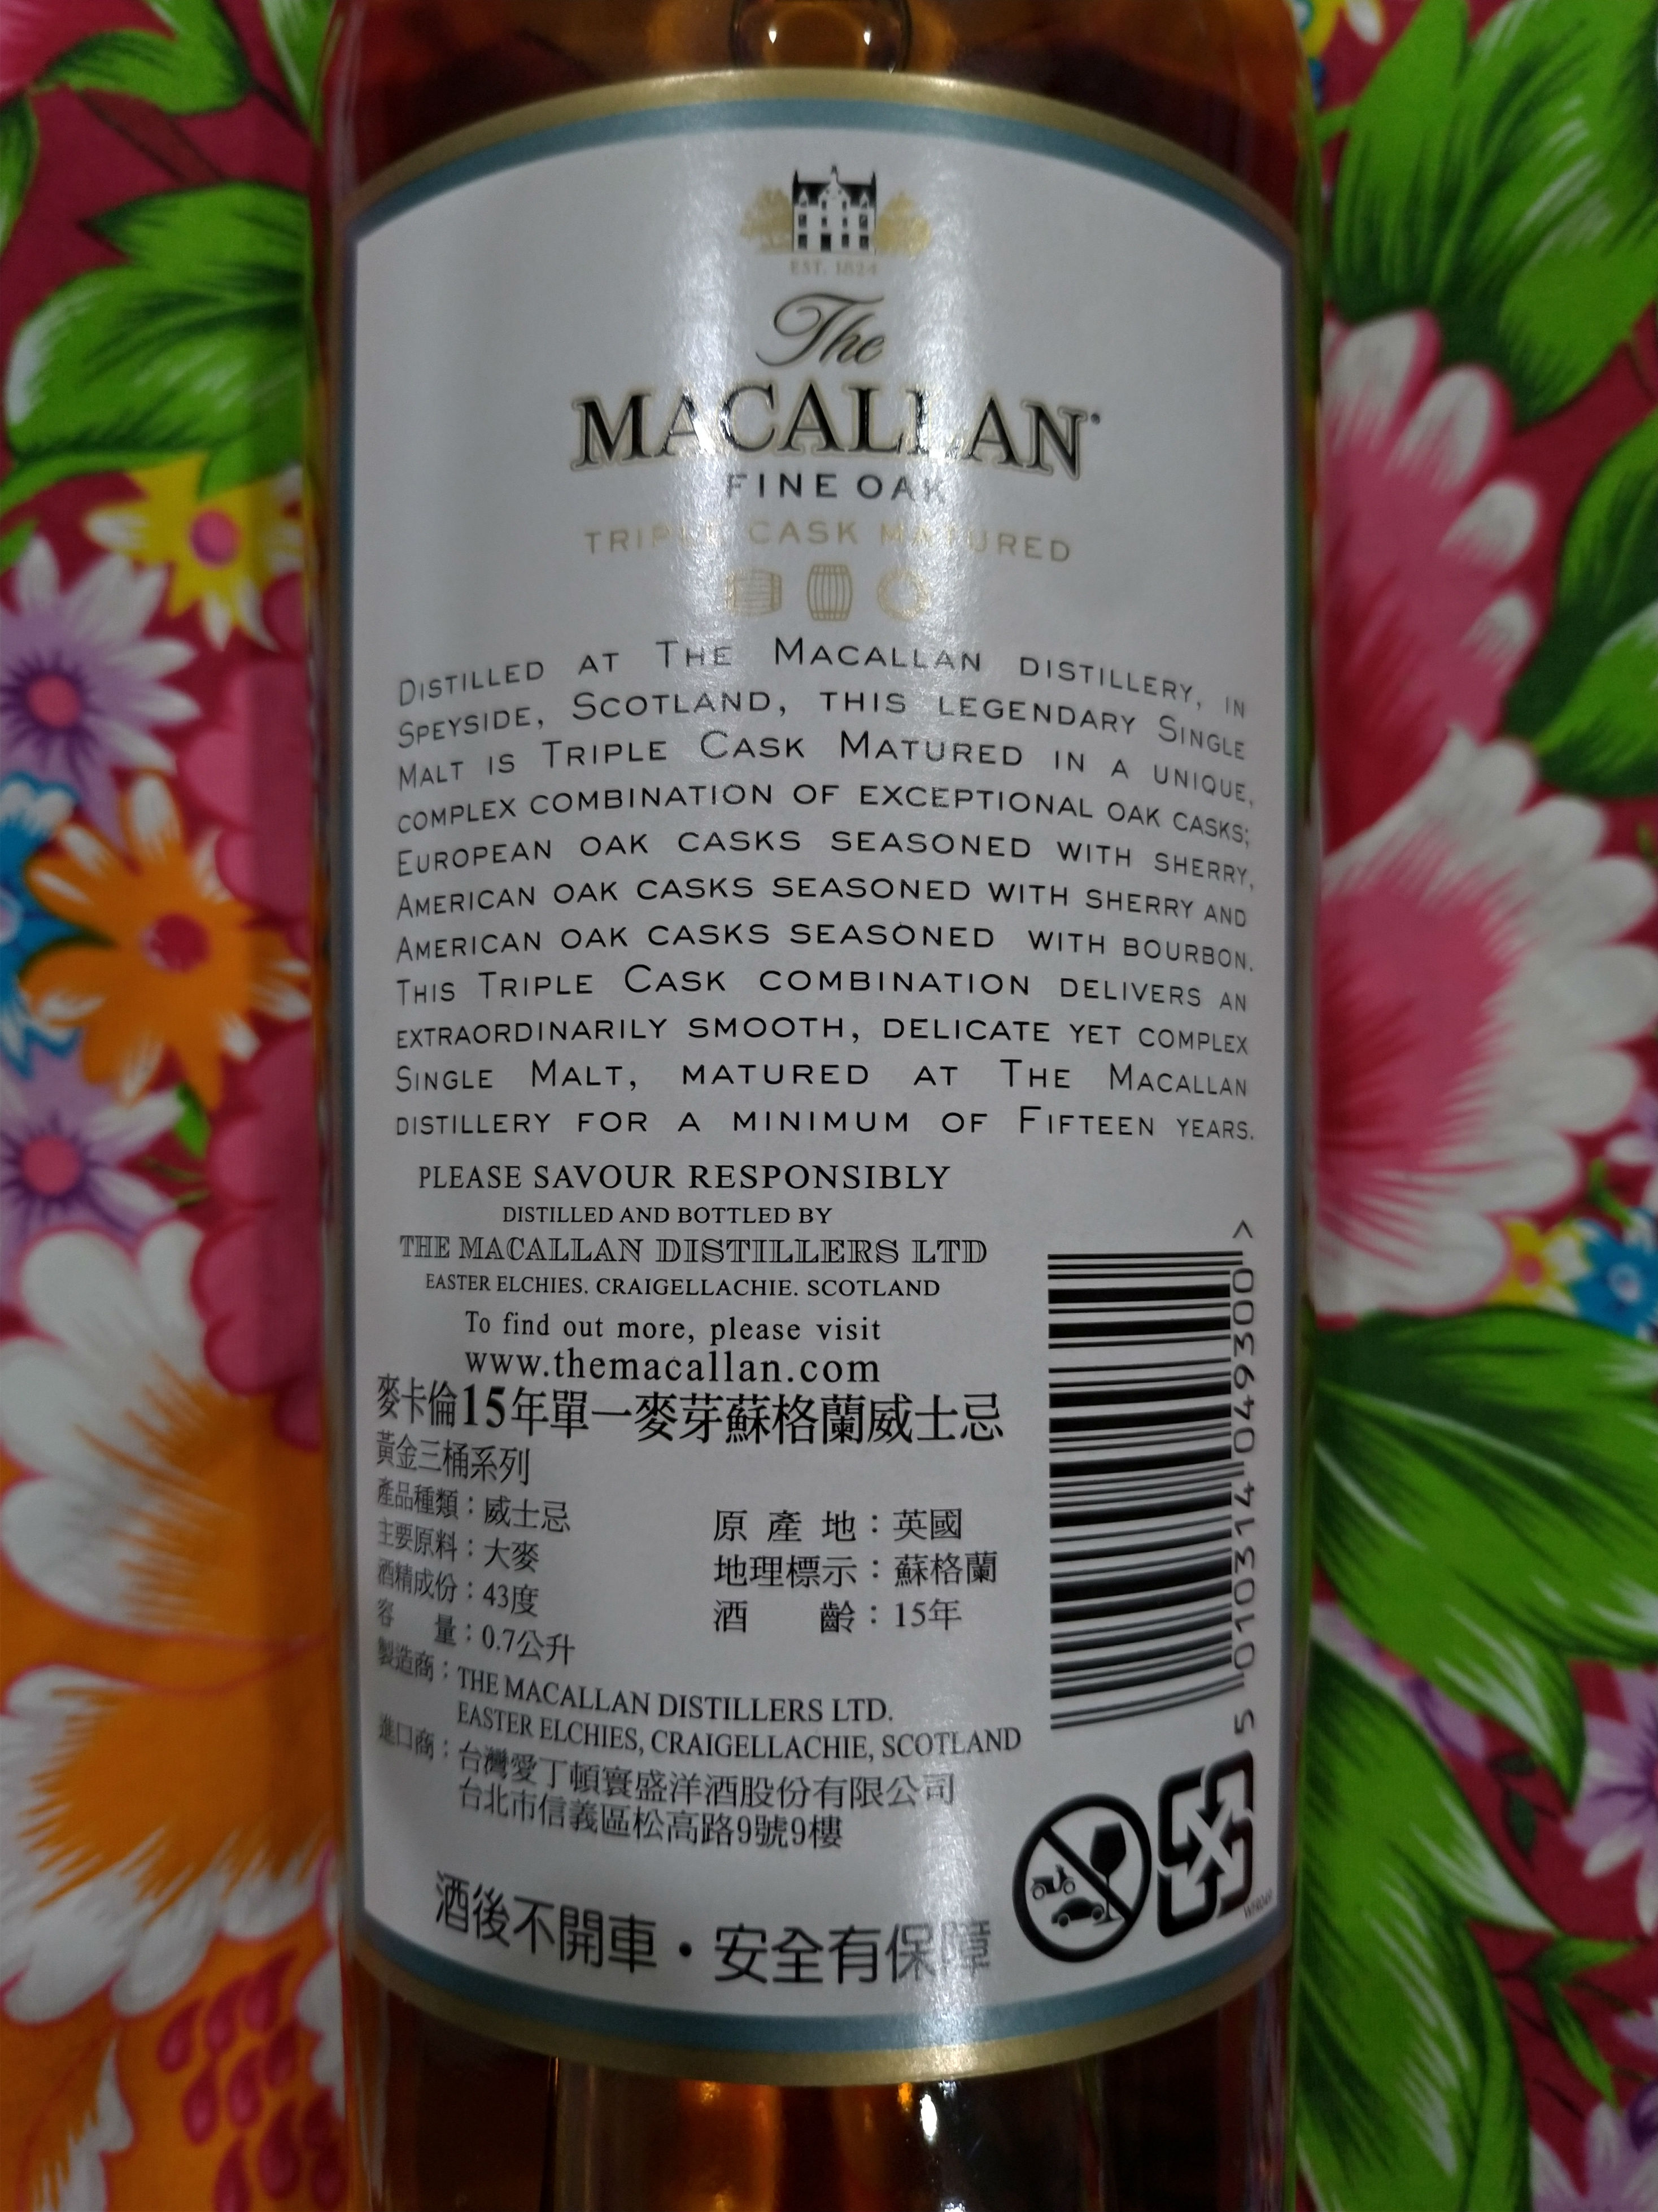 EST. 1824
The
MACALLAN
FINE OAK
TRIPLE CASK MATURED
DISTILLED AT THE MACALLAN DISTILLERY, IN
SPEYSIDE, SCOTLAND, THIS LEGENDARY SINGLE
MALT IS TRIPLE CASK MATURED IN A UNIQUE,
COMPLEX COMBINATION OF EXCEPTIONAL OAK CASKS;
EUROPEAN OAK CASKS SEASONED WITH SHERRY,
AMERICAN OAK CASKS SEASONED WITH SHERRY AND
AMERICAN OAK CASKS SEASONED WITH BOURBON.
THIS TRIPLE CASK COMBINATION DELIVERS AN
EXTRAORDINARILY SMOOTH, DELICATE YET COMPLEX
SINGLE MALT, MATURED AT THE MACALLAN
DISTILLERY FOR A MINIMUM OF FIFTEEN YEARS.
PLEASE SAVOUR RESPONSIBLY
DISTILLED AND BOTTLED BY
THE MACALLAN DISTILLERS LTD
EASTER ELCHIES. CRAIGELLACHIE. SCOTLAND
To find out more, please visit
www.themacallan.com
麥卡倫15年單一麥芽蘇格蘭威士忌
黃金三桶系列
產品種類：威士忌 原產地：英國
主要原料：大麥 地理標示：蘇格蘭
酒精成份：43度 酒齡：15年
容量：0.7公升
製造商：THE MACALLAN DISTILLERS LTD.
EASTER ELCHIES, CRAIGELLACHIE, SCOTLAND
進口商：台灣愛丁頓寰盛洋酒股份有限公司
台北市信義區松高路9號9樓
酒後不開車・安全有保障
5 010314 049300 >